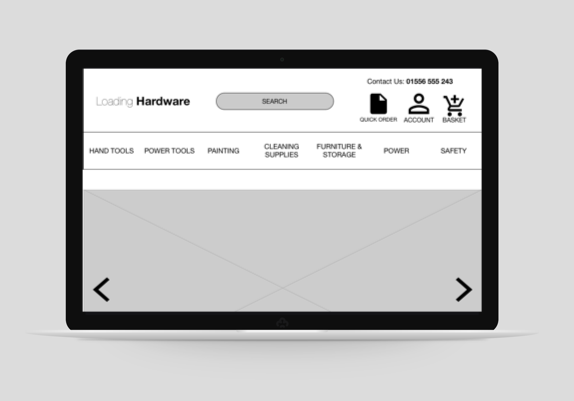 Contact Us: 01556 555 243
Loading Hardware
SEARCH
QUICK ORDER
ACCOUNT
BASKET
HAND TOOLS
POWER TOOLS
PAINTING
CLEANING
SUPPLIES
FURNITURE &
STORAGE
POWER
SAFETY